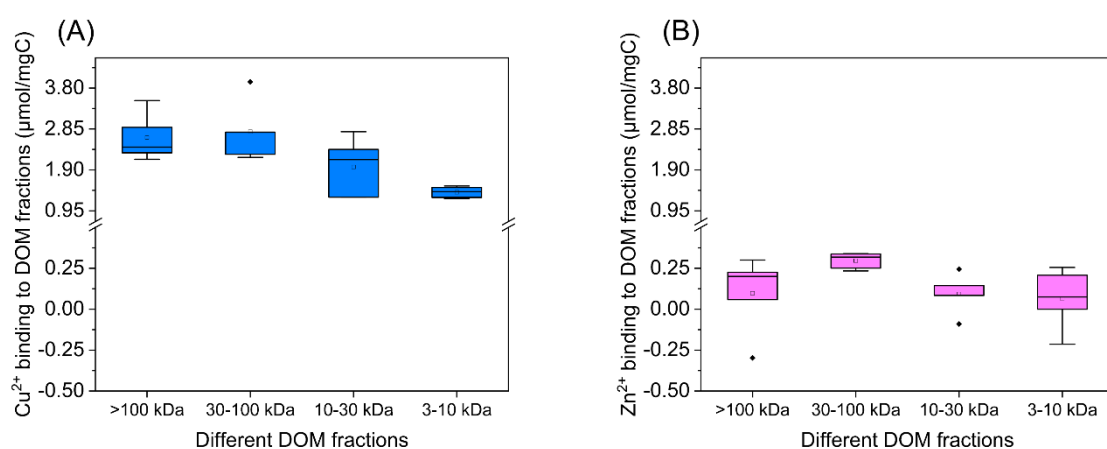 (A)
Cu²⁺ binding to DOM fractions (µmol/mgC)
3.80
2.85
1.90
0.95
0.25
0.00
-0.25
-0.50
>100 kDa 30-100 kDa 10-30 kDa 3-10 kDa
Different DOM fractions
(B)
Zn²⁺ binding to DOM fractions (µmol/mgC)
3.80
2.85
1.90
0.95
0.25
0.00
-0.25
-0.50
>100 kDa 30-100 kDa 10-30 kDa 3-10 kDa
Different DOM fractions